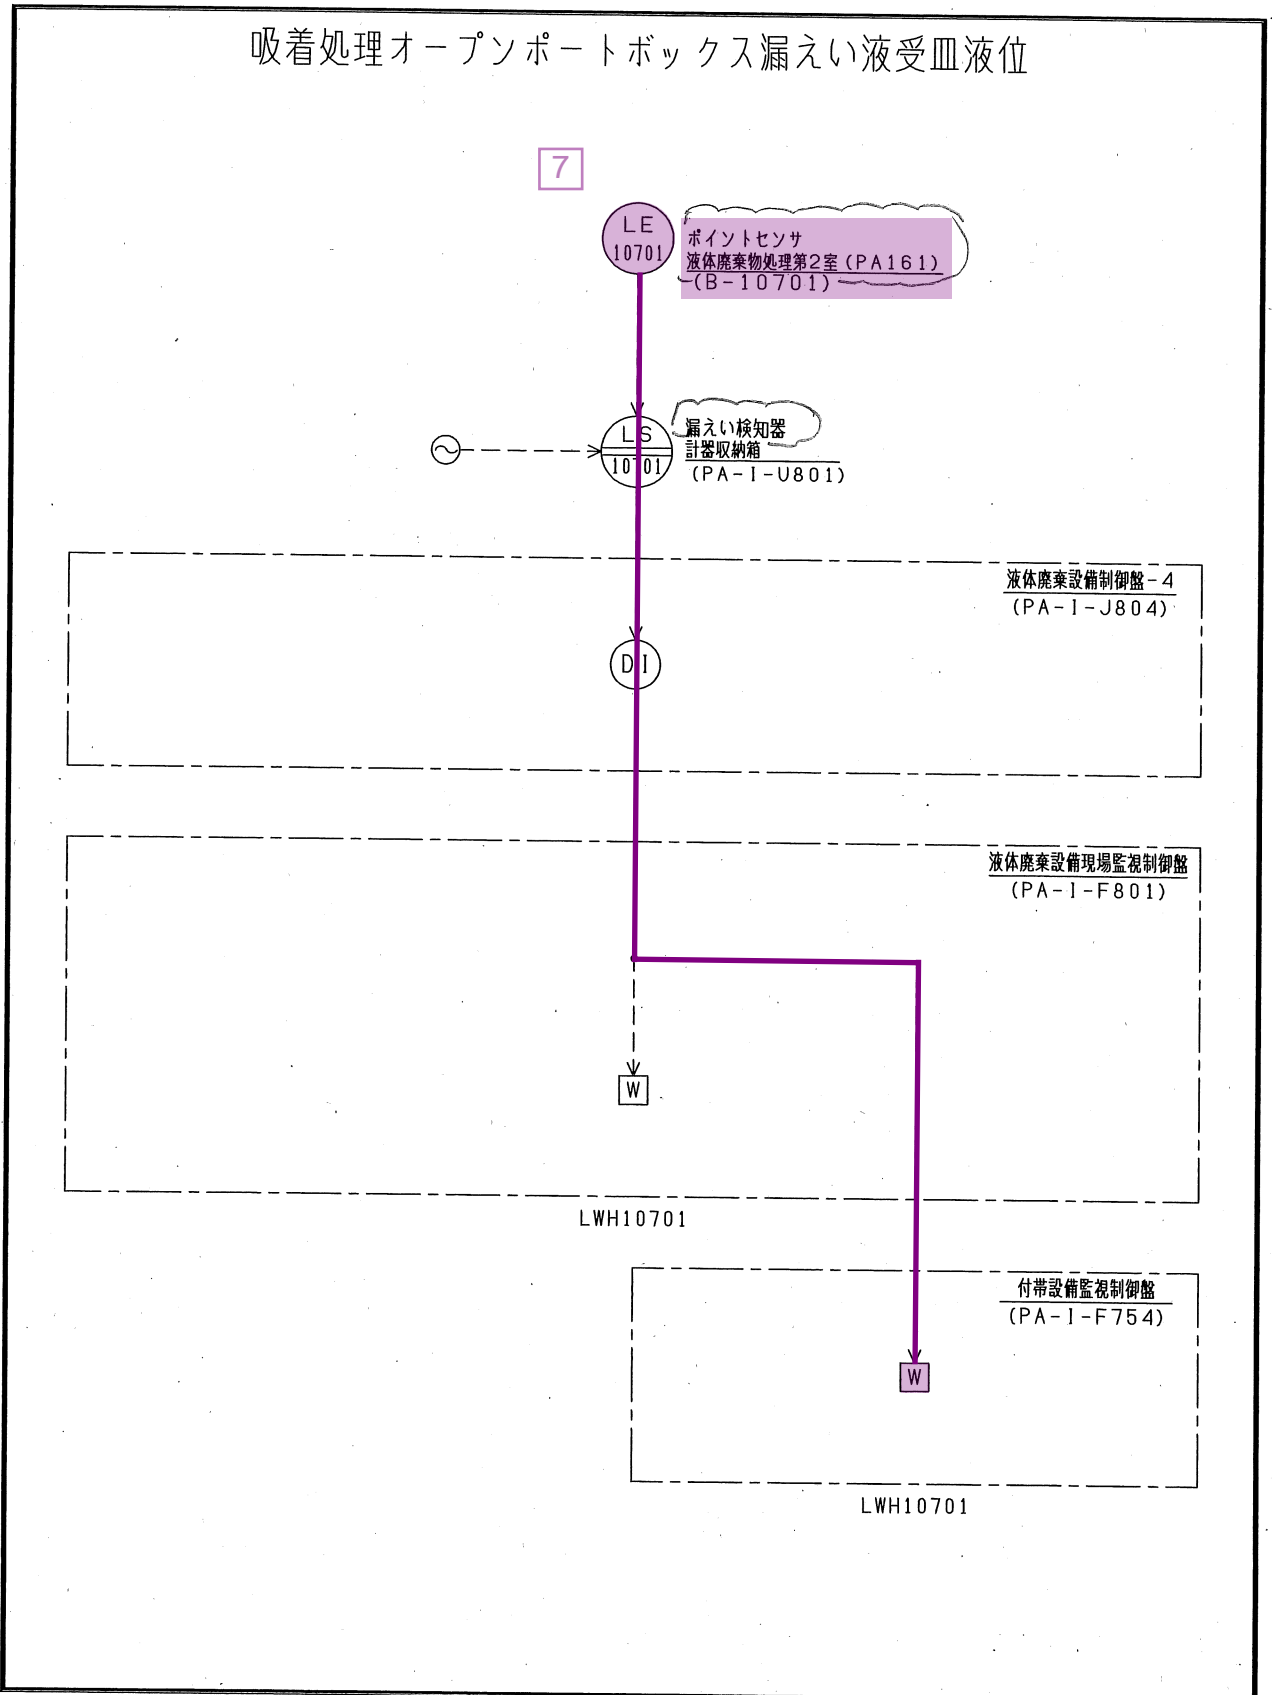 吸着処理オープンポートボックス漏えい液受皿液位
7
LE
10701
ポイントセンサ
液体廃棄物処理第2室(PA161)
(B-10701)
LS
10701
漏えい検知器
計器収納箱
(PA-I-U801)
液体廃棄設備制御盤-4
(PA-I-J804)
DI
液体廃棄設備現場監視制御盤
(PA-I-F801)
W
LWH10701
付帯設備監視制御盤
(PA-I-F754)
W
LWH10701